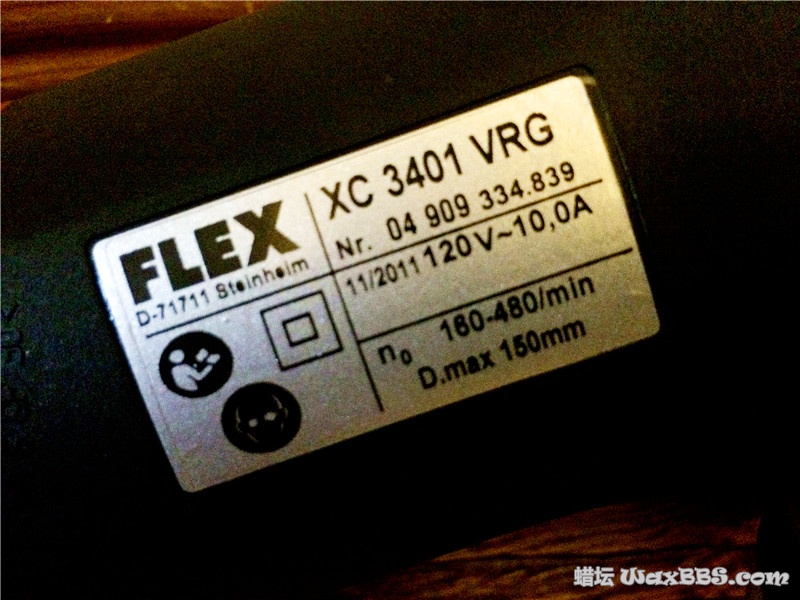 FLEX
D-71711 Steinheim
XC 3401 VRG
Nr. 04 909 334.839
11/2011 120V~10,0A
n0 160-480/min
D.max 150mm
蜡坛 WaxBBS.com